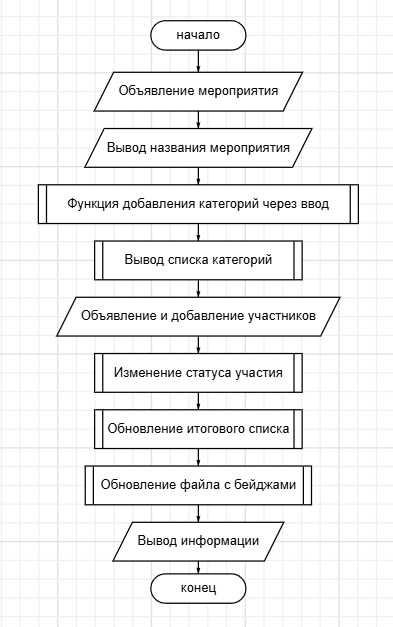 начало
Объявление мероприятия
Вывод названия мероприятия
Функция добавления категорий через ввод
Вывод списка категорий
Объявление и добавление участников
Изменение статуса участия
Обновление итогового списка
Обновление файла с бейджами
Вывод информации
конец